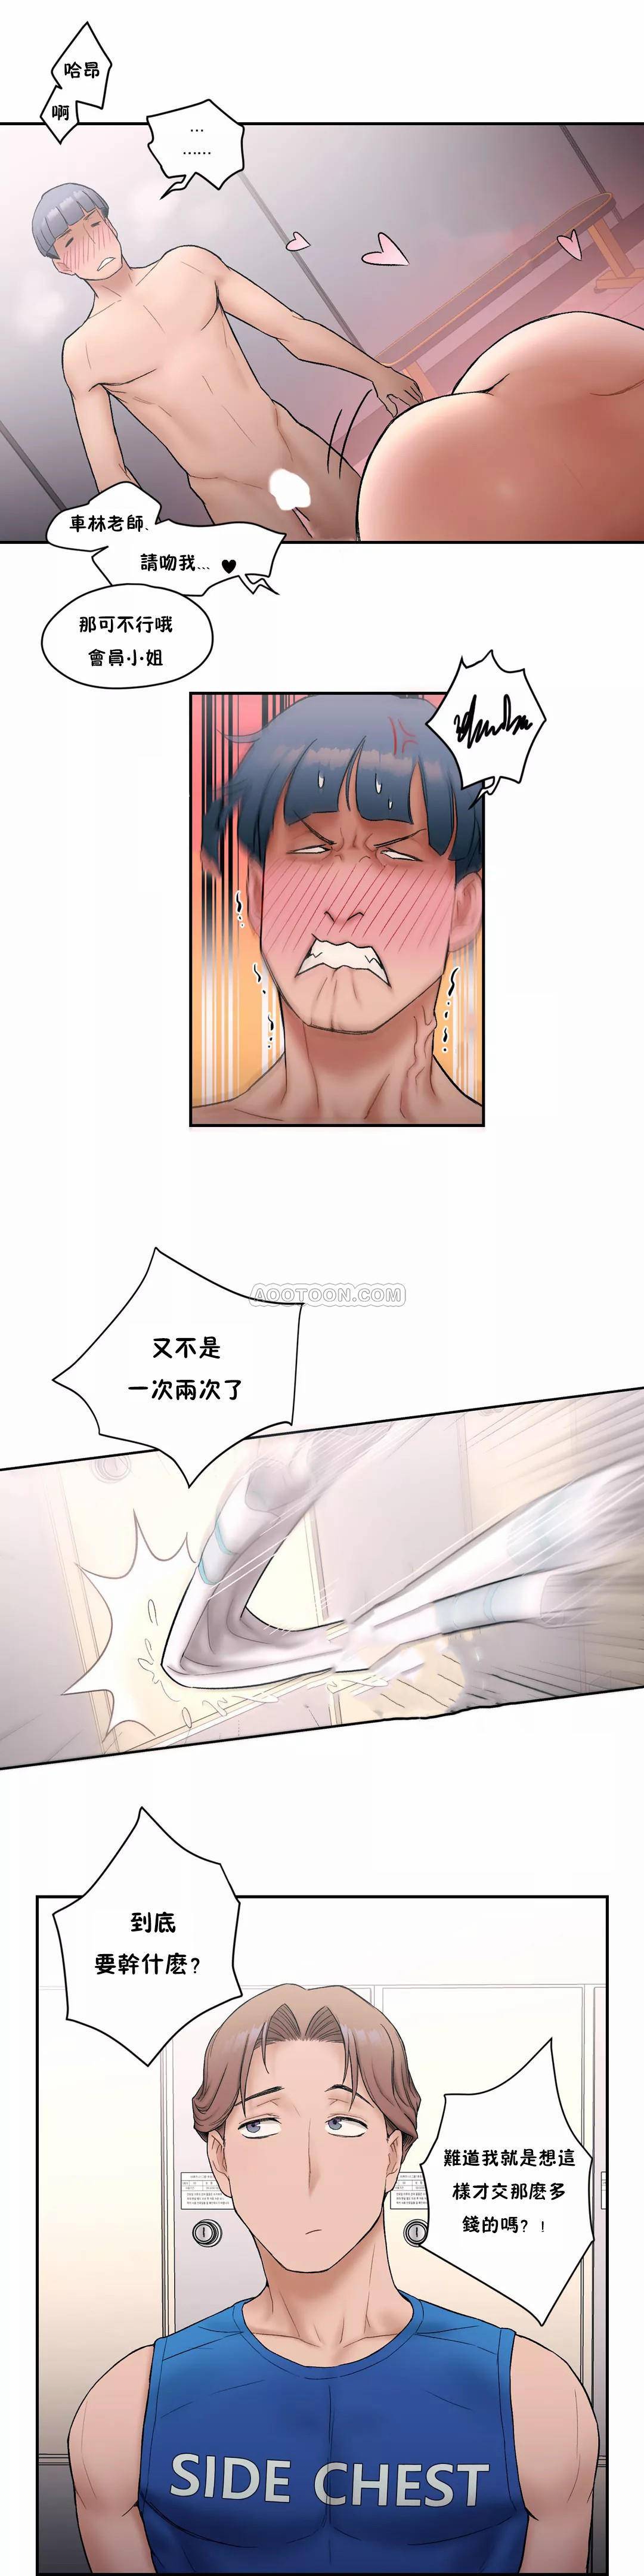 哈昂
啊
...
......
車林老師、
請吻我... ♥
那可不行哦
會員小姐
AOOTOON.COM
又不是
一次兩次了
到底
要幹什麽?
難道我就是想這
樣才交那麽多
錢的嗎? !
SIDE CHEST